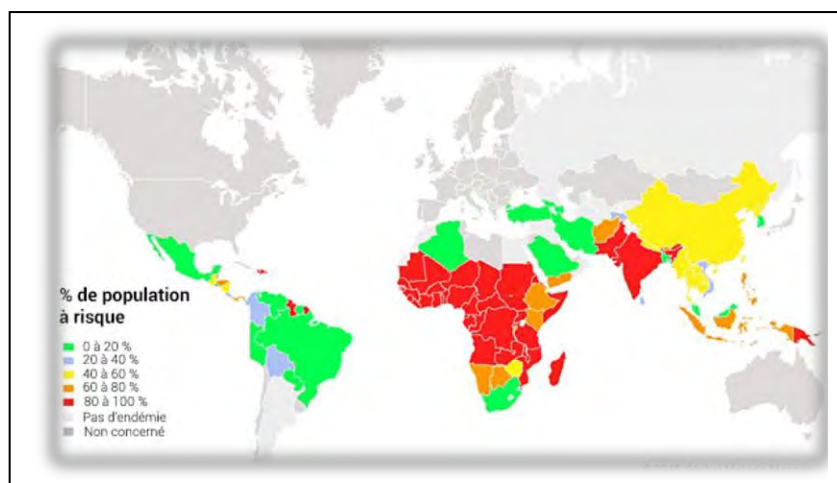 % de population
à risque
0 à 20 %
20 à 40 %
40 à 60 %
60 à 80 %
80 à 100 %
Pas d'endémie
Non concerné